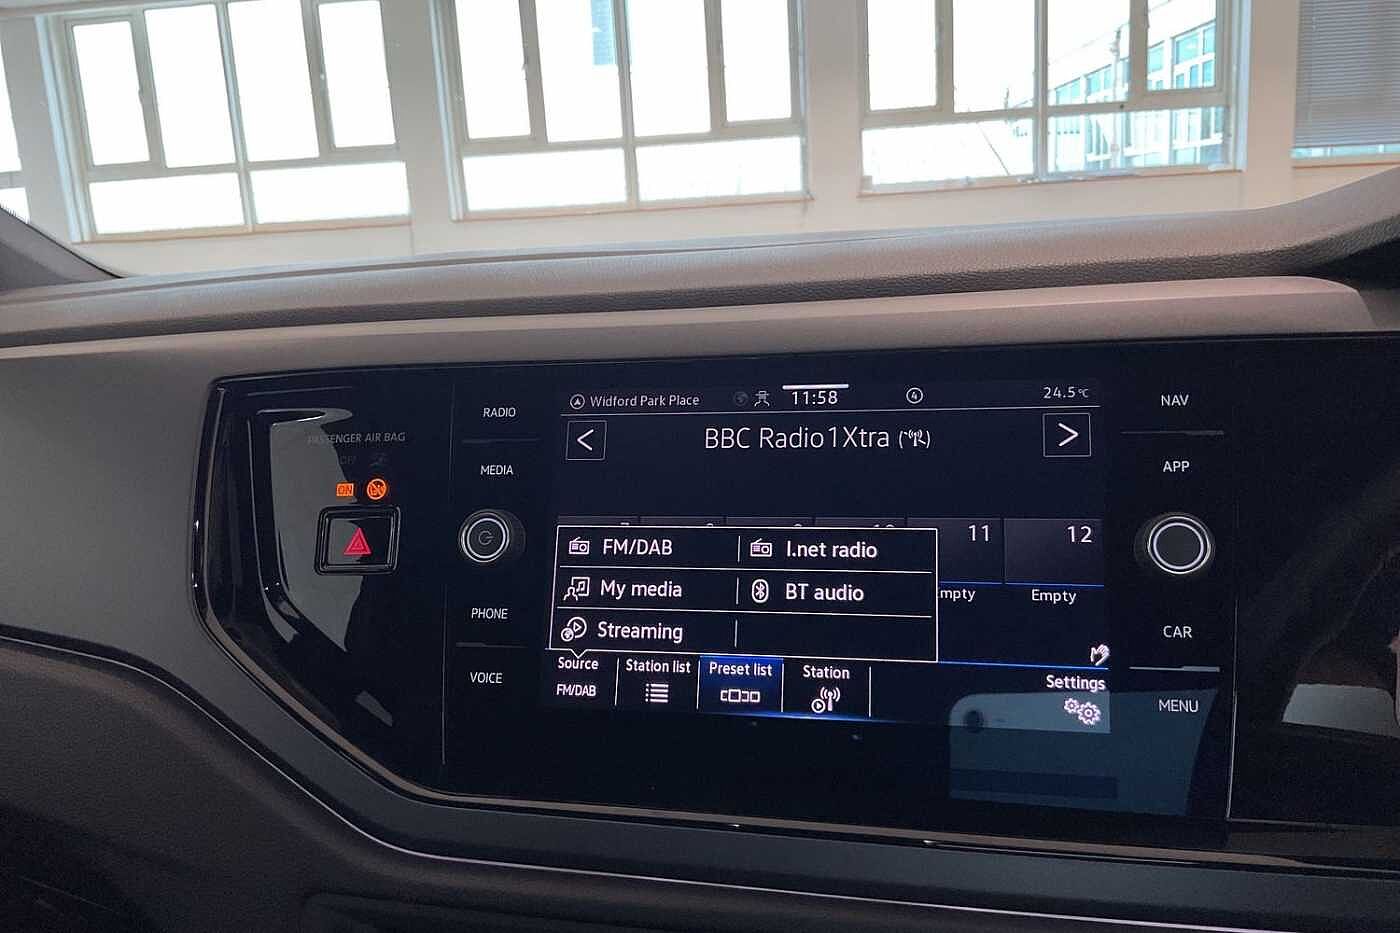 PASSENGER AIR BAG
OFF
ON
RADIO
MEDIA
PHONE
VOICE
Widford Park Place
11:58
4
24.5°C
<
BBC Radio 1Xtra
>
11
12
Empty
FM/DAB
I.net radio
My media
BT audio
Streaming
Source
FM/DAB
Station list
Preset list
Station
Settings
NAV
APP
CAR
MENU